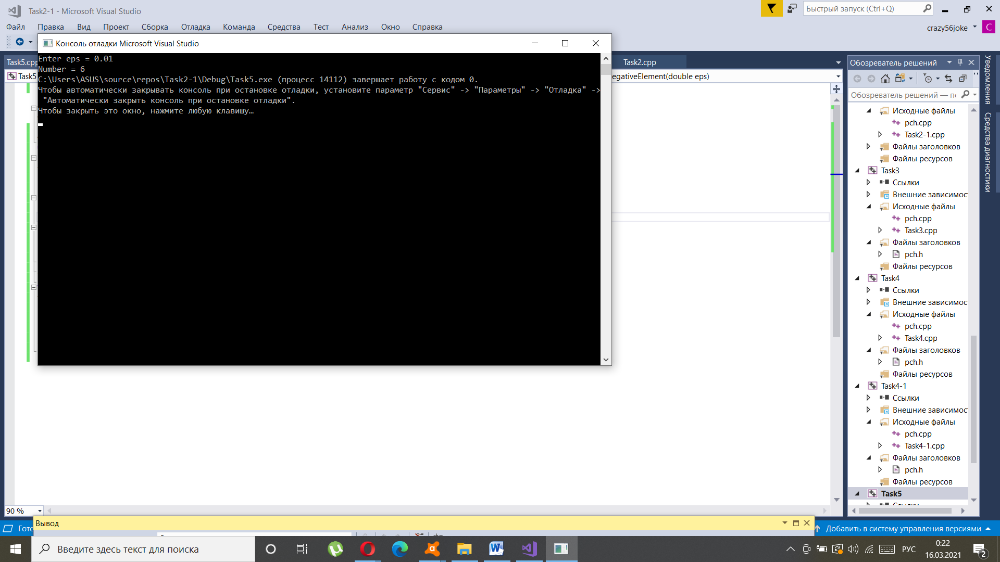 Task2-1 - Microsoft Visual Studio
Быстрый запуск (Ctrl+Q)
Файл Правка Вид Проект Сборка Отладка Команда Средства Тест Анализ Окно Справка
crazy56joke C
Консоль отладки Microsoft Visual Studio
Enter eps = 0.01
Number = 6
C:\Users\ASUS\source\repos\Task2-1\Debug\Task5.exe (процесс 14112) завершает работу с кодом 0.
Чтобы автоматически закрывать консоль при остановке отладки, установите параметр "Сервис" -> "Параметры" -> "Отладка" ->
"Автоматически закрыть консоль при остановке отладки".
Чтобы закрыть это окно, нажмите любую клавишу…
Task5.cpp
Task5
Task2.cpp
egativeElement(double eps)
Обозреватель решений
Обозреватель решений — по
Исходные файлы
pch.cpp
Task2-1.cpp
Файлы заголовков
Файлы ресурсов
Task3
Ссылки
Внешние зависимос
Исходные файлы
pch.cpp
Task3.cpp
Файлы заголовков
pch.h
Файлы ресурсов
Task4
Ссылки
Внешние зависимос
Исходные файлы
pch.cpp
Task4.cpp
Файлы заголовков
pch.h
Файлы ресурсов
Task4-1
Ссылки
Внешние зависимос
Исходные файлы
pch.cpp
Task4-1.cpp
Файлы заголовков
pch.h
Файлы ресурсов
Task5
Уведомления
Средства диагностики
90 %
Вывод
Гото
Добавить в систему управления версиями
Введите здесь текст для поиска
РУС
0:22
16.03.2021
2